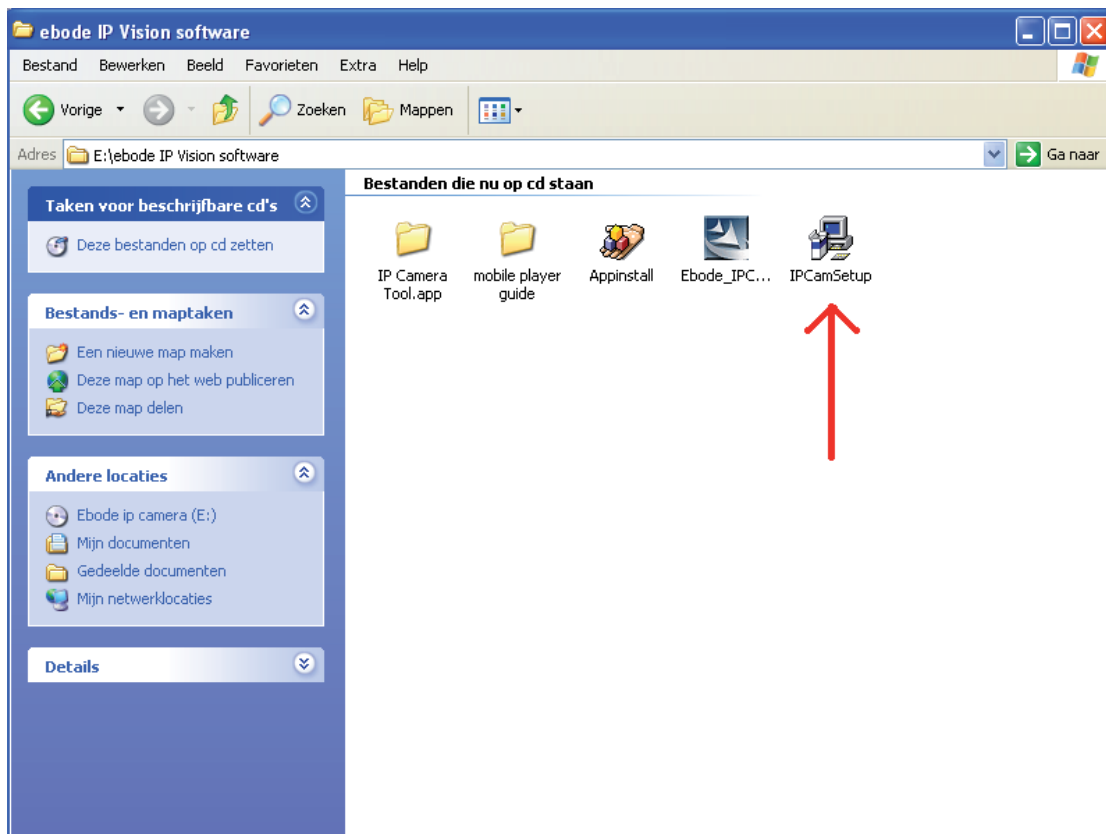 ebode IP Vision software
Bestand Bewerken Beeld Favorieten Extra Help
Vorige Zoeken Mappen
Adres E:\ebode IP Vision software Ga naar
Taken voor beschrijfbare cd's
Deze bestanden op cd zetten
Bestands- en maptaken
Een nieuwe map maken
Deze map op het web publiceren
Deze map delen
Andere locaties
Ebode ip camera (E:)
Mijn documenten
Gedeelde documenten
Mijn netwerklocaties
Details
Bestanden die nu op cd staan
IP Camera Tool.app
mobile player guide
Appinstall
Ebode_IPC...
IPCamSetup